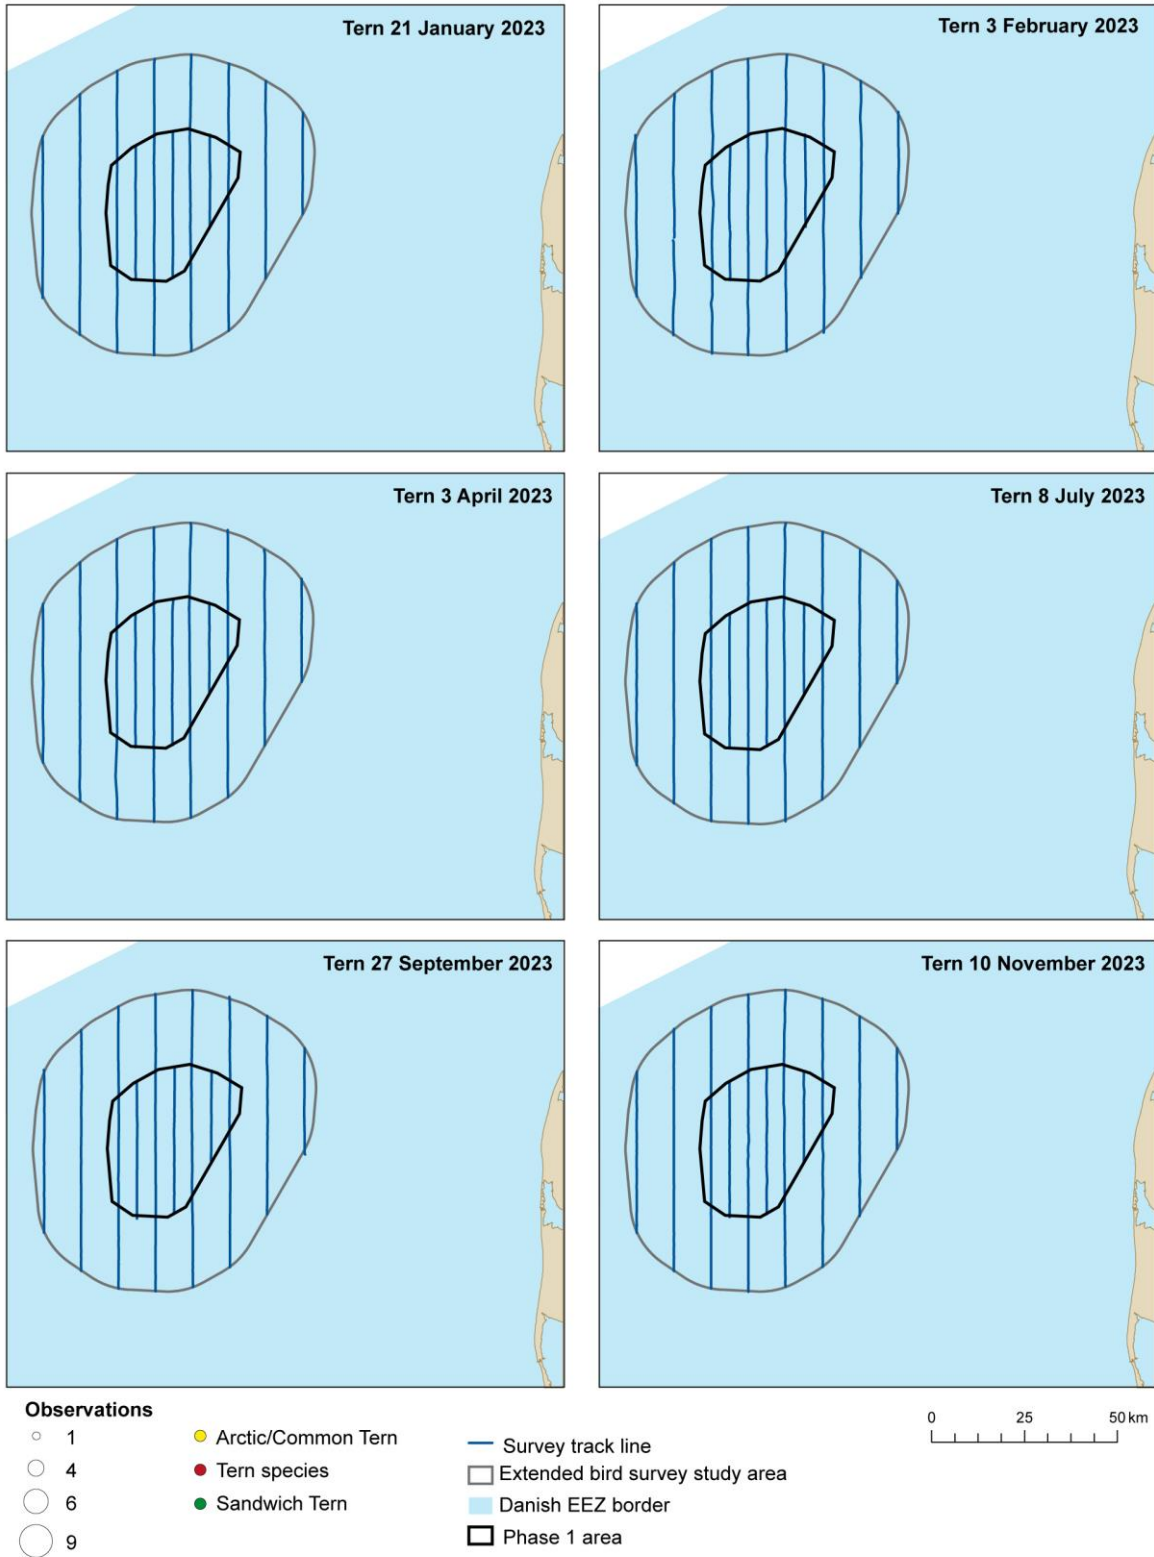 Tern 21 January 2023
Tern 3 February 2023
Tern 3 April 2023
Tern 8 July 2023
Tern 27 September 2023
Tern 10 November 2023
Observations
1
4
6
9
Arctic/Common Tern
Tern species
Sandwich Tern
Survey track line
Extended bird survey study area
Danish EEZ border
Phase 1 area
0 25 50 km